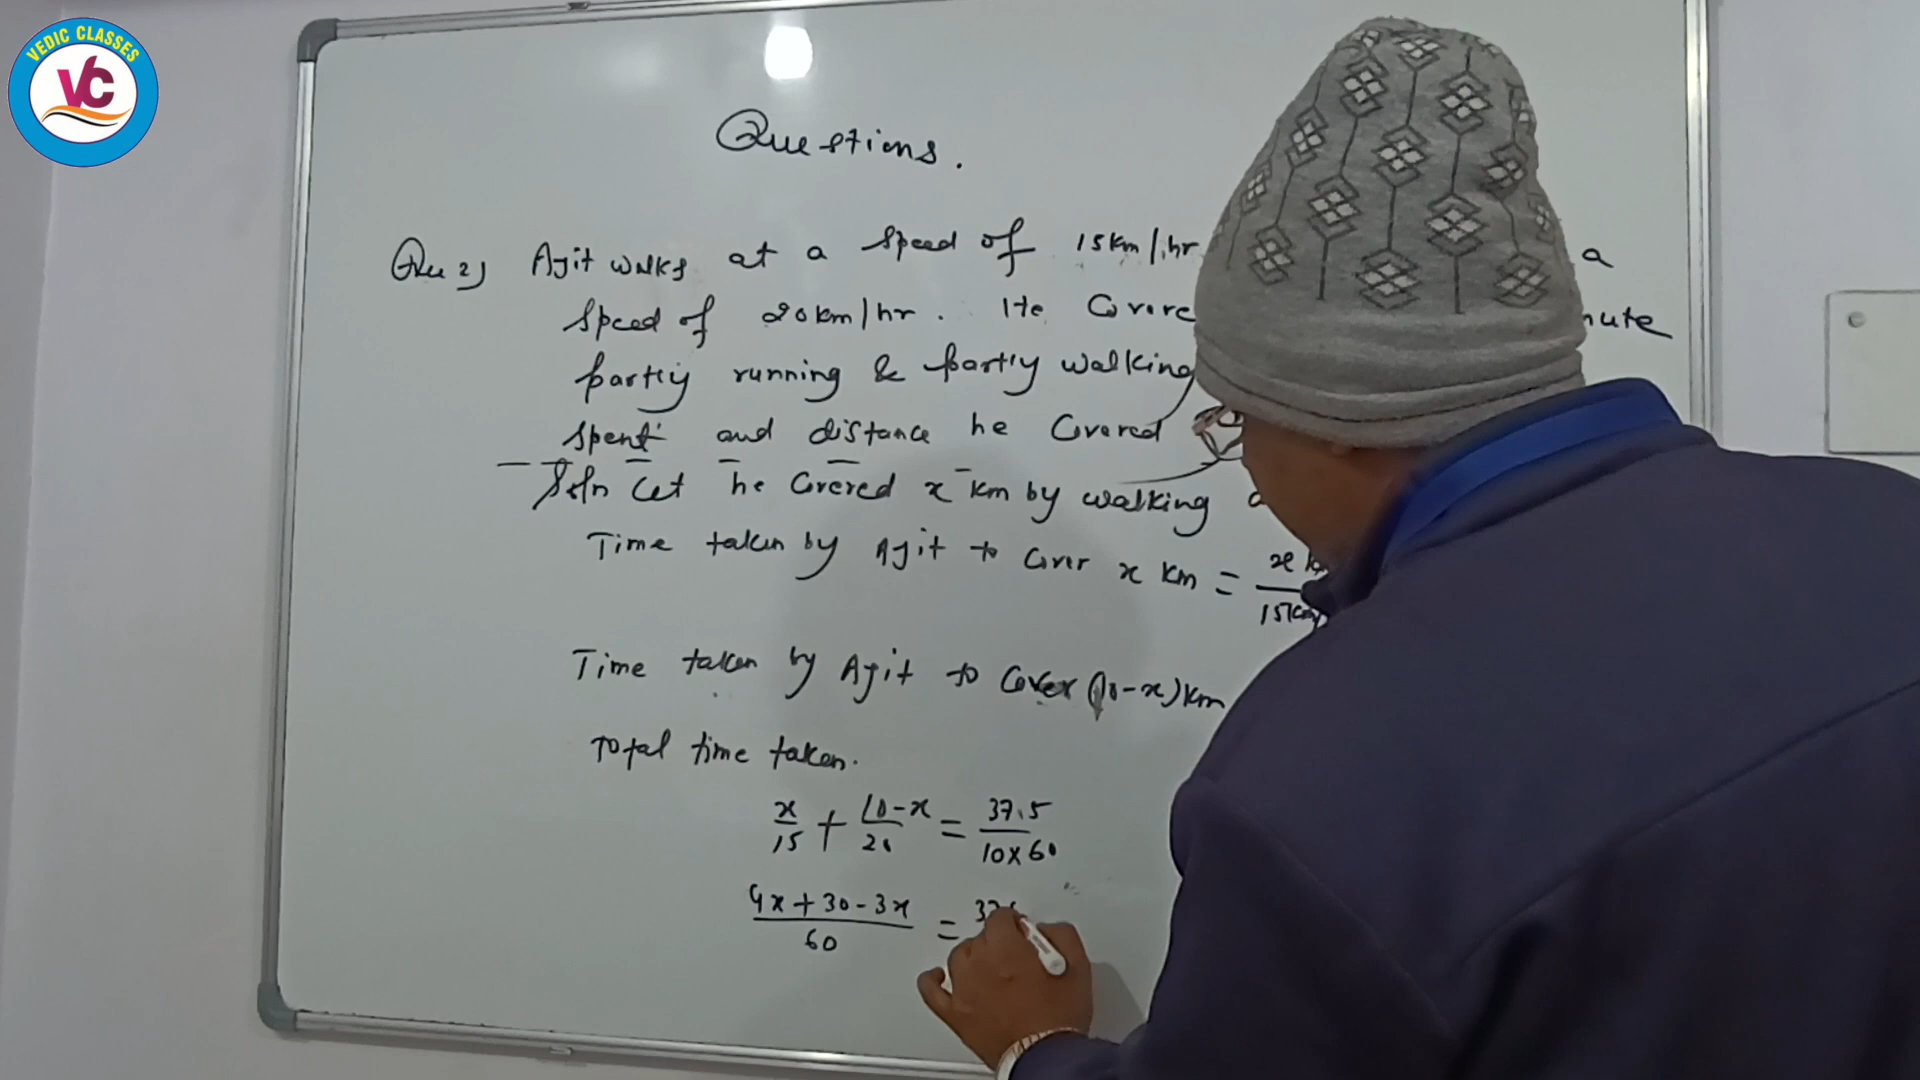 VEDIC CLASSES
VC
Questions.
Que 2) Ajit walks at a speed of 15km/hr a
speed of 20km/hr. He
partly running & partly walking
spent and distance he Covered
Soln Let he Covered x km by walking
Time taken by Ajit to Cover x km = x
15km
Time taken by Ajit to Cover (10-x)km
Total time taken.
x/15 + 10-x/20 = 37.5/10x60
4x+30-3x/60 =